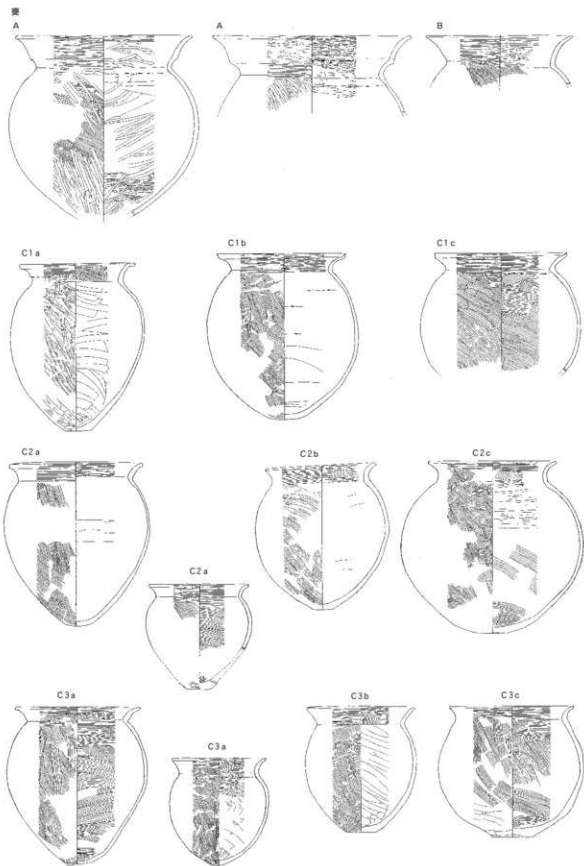 甕
A A B
C1a C1b C1c
C2a C2b C2c
C2a
C3a C3b C3c
C3a